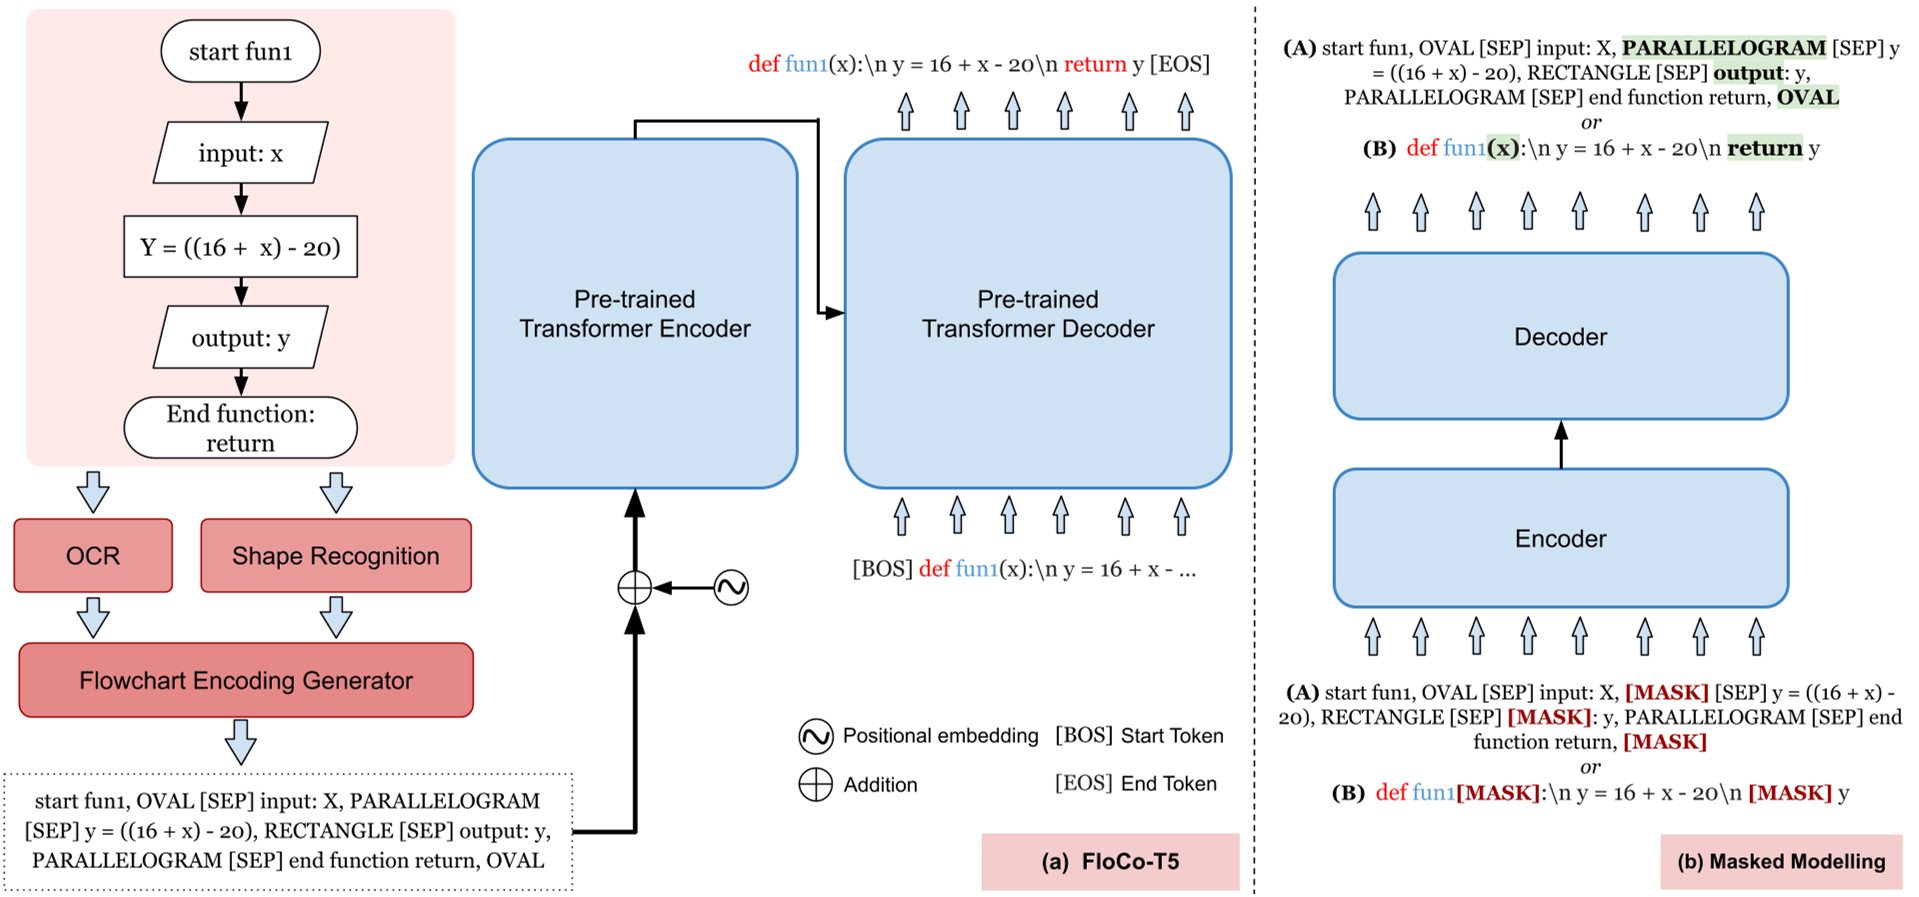 start fun1
input: x
Y = ((16 + x) - 20)
output: y
End function:
return
OCR
Shape Recognition
Flowchart Encoding Generator
start fun1, OVAL [SEP] input: X, PARALLELOGRAM
[SEP] y = ((16 + x) - 20), RECTANGLE [SEP] output: y,
PARALLELOGRAM [SEP] end function return, OVAL
def fun1(x):\n y = 16 + x - 20\n return y [EOS]
Pre-trained
Transformer Encoder
Pre-trained
Transformer Decoder
[BOS] def fun1(x):\n y = 16 + x - ...
Positional embedding
[BOS] Start Token
Addition
[EOS] End Token
(a) FloCo-T5
(A) start fun1, OVAL [SEP] input: X, PARALLELOGRAM [SEP] y
= ((16 + x) - 20), RECTANGLE [SEP] output: y,
PARALLELOGRAM [SEP] end function return, OVAL
or
(B) def fun1(x):\n y = 16 + x - 20\n return y
Decoder
Encoder
(A) start fun1, OVAL [SEP] input: X, [MASK] [SEP] y = ((16 + x) -
20), RECTANGLE [SEP] [MASK]: y, PARALLELOGRAM [SEP] end
function return, [MASK]
or
(B) def fun1[MASK]:\n y = 16 + x - 20\n [MASK] y
(b) Masked Modelling